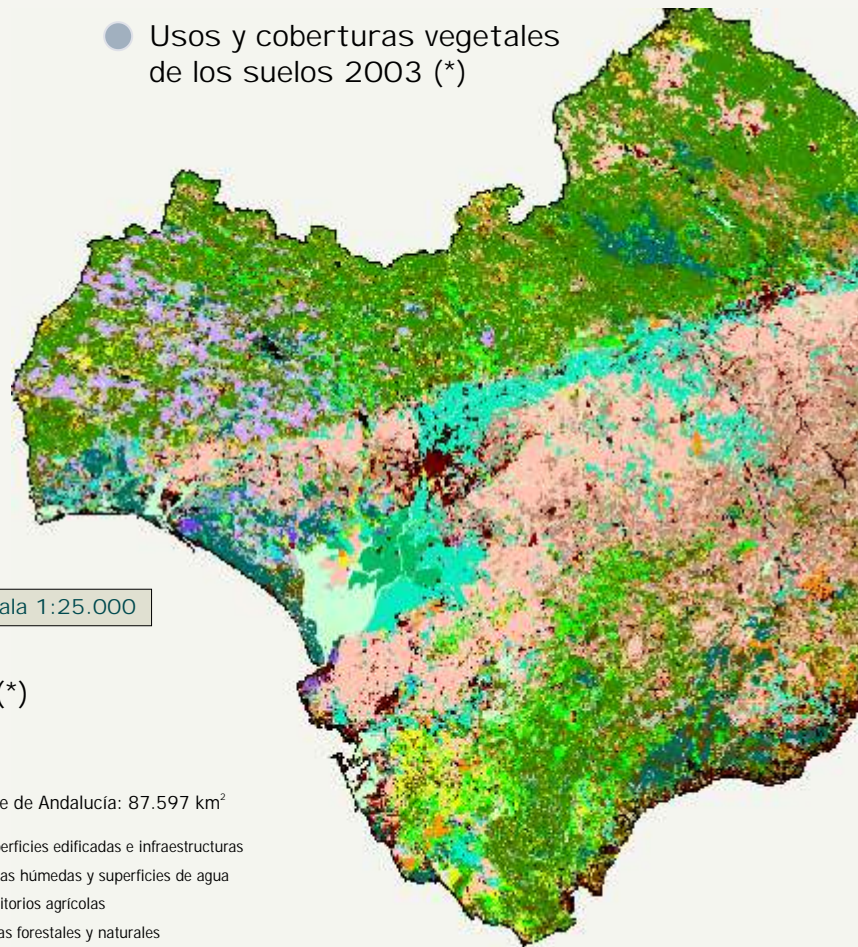 Usos y coberturas vegetales
de los suelos 2003 (*)
ala 1:25.000
(*)
e de Andalucía: 87.597 km²
erficies edificadas e infraestructuras
as húmedas y superficies de agua
itorios agrícolas
as forestales y naturales